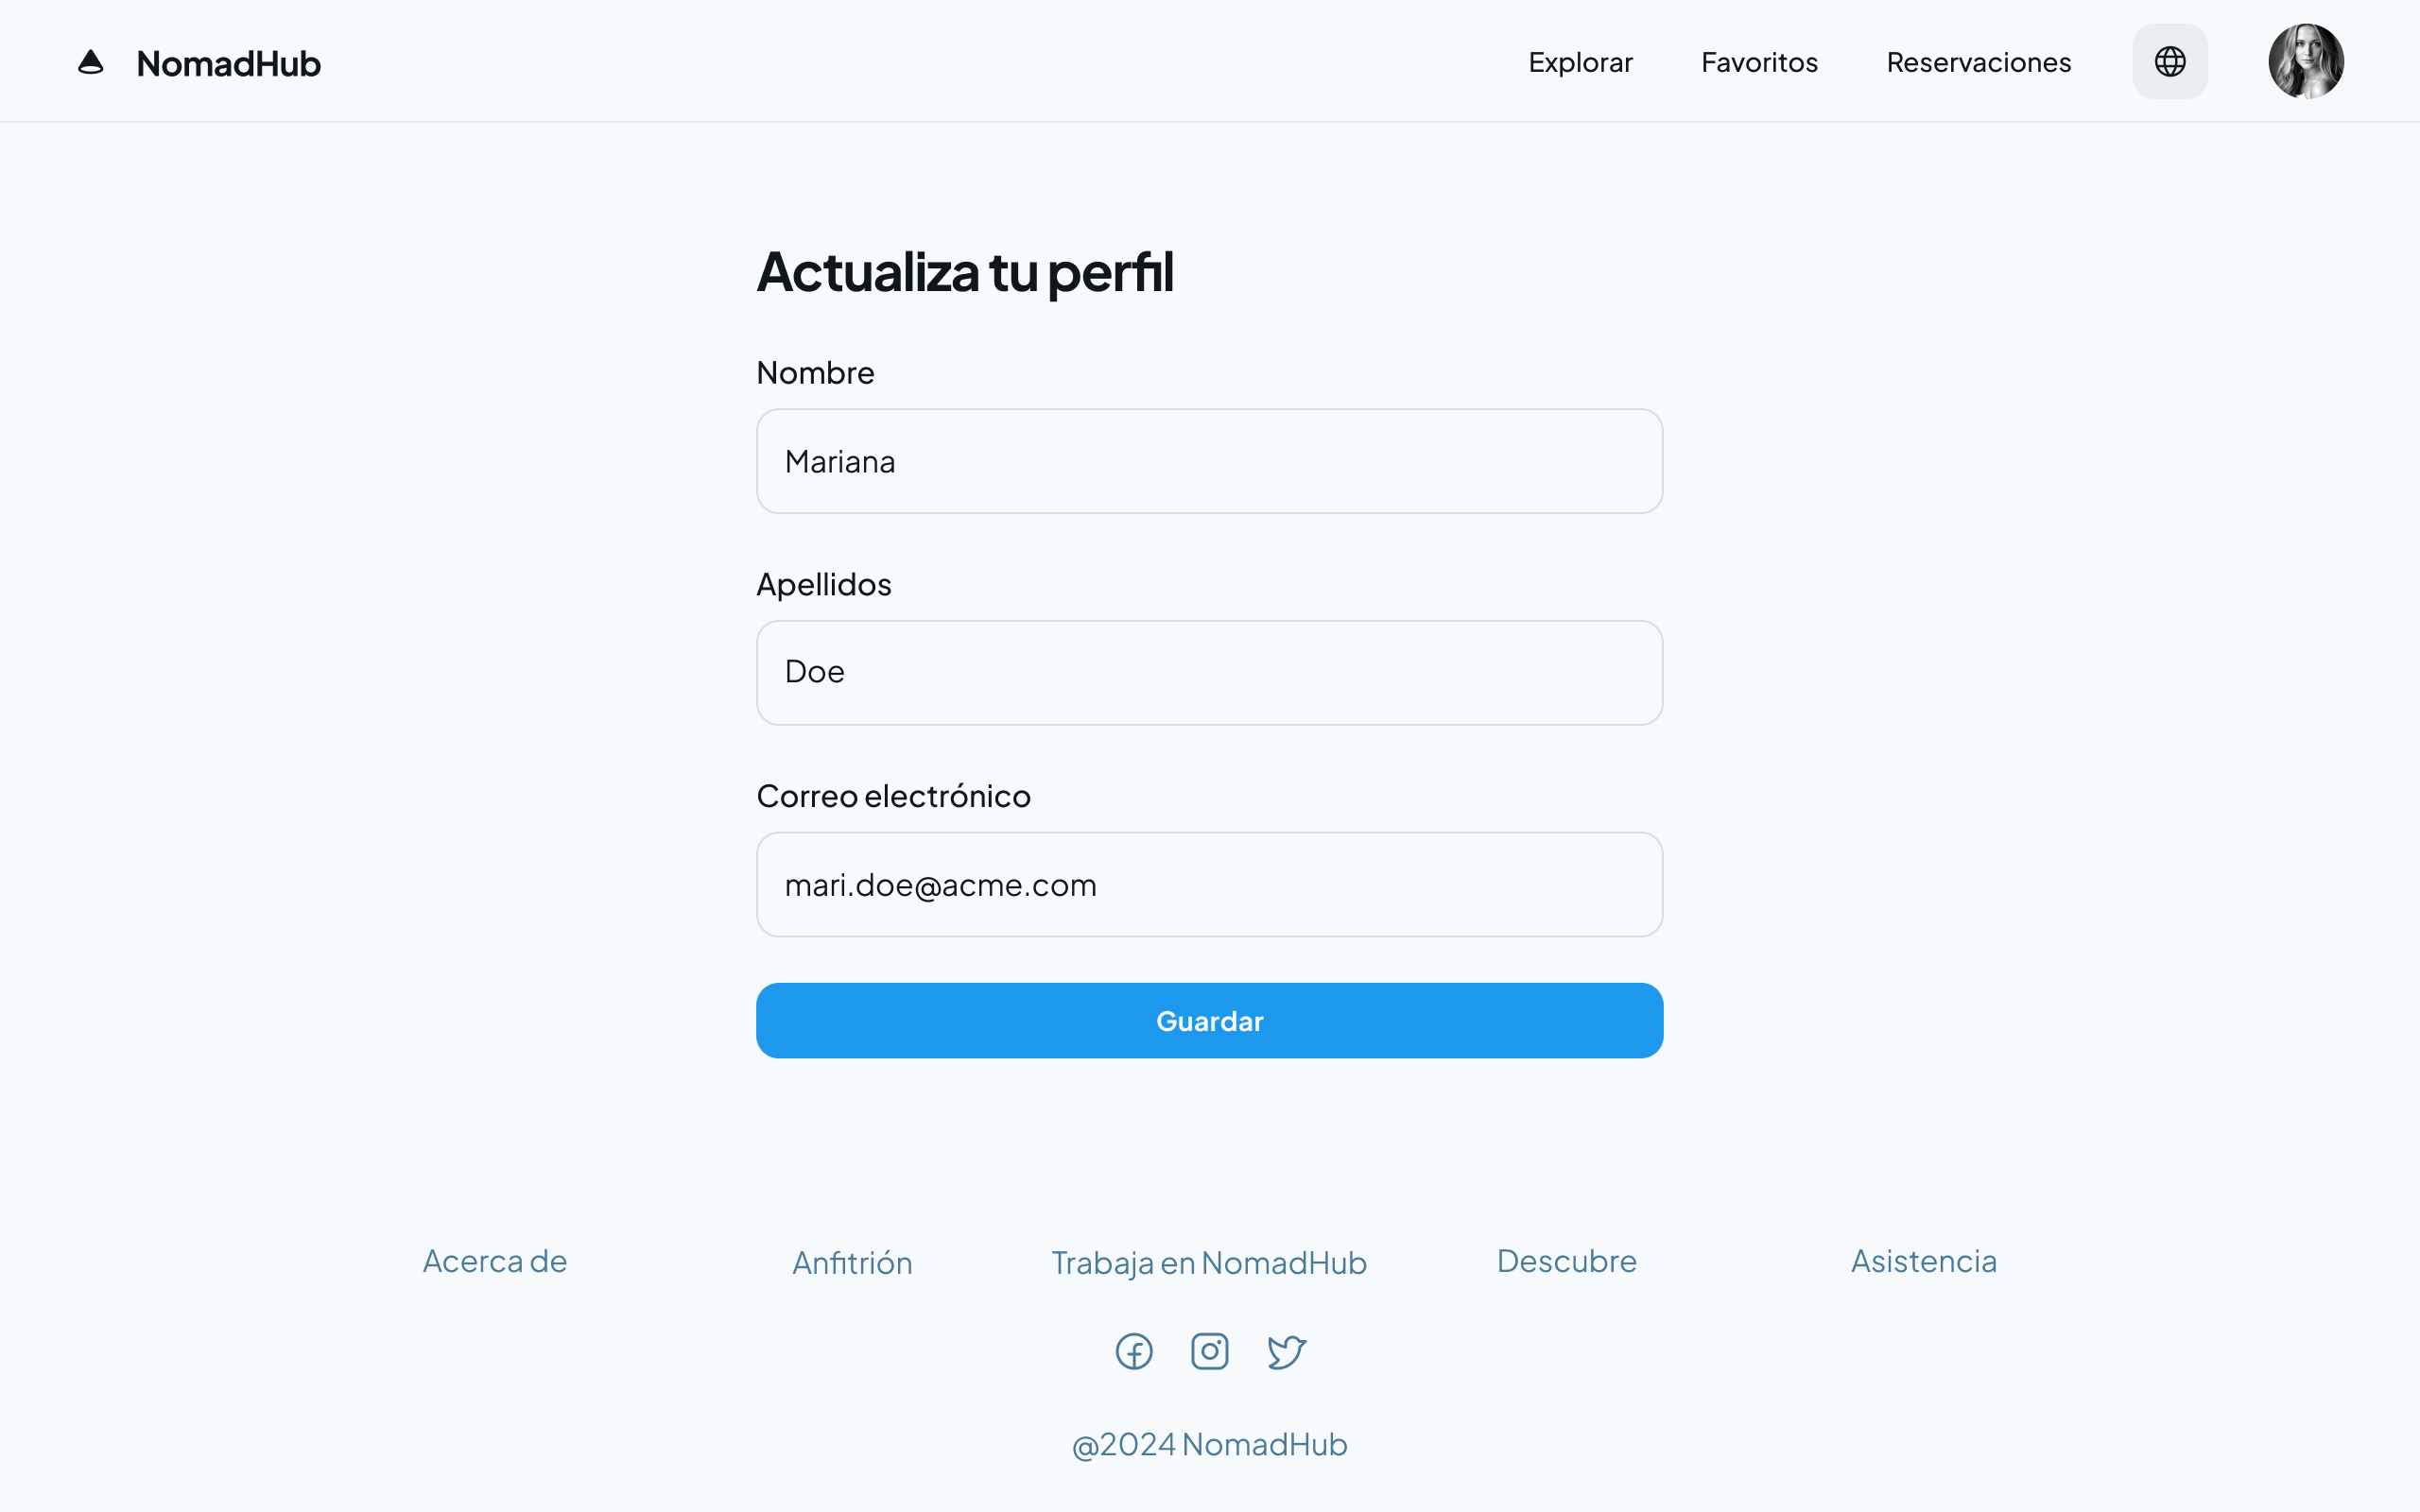 NomadHub
Explorar
Favoritos
Reservaciones
Actualiza tu perfil
Nombre
Mariana
Apellidos
Doe
Correo electrónico
mari.doe@acme.com
Guardar
Acerca de
Anfitrión
Trabaja en NomadHub
Descubre
Asistencia
@2024 NomadHub